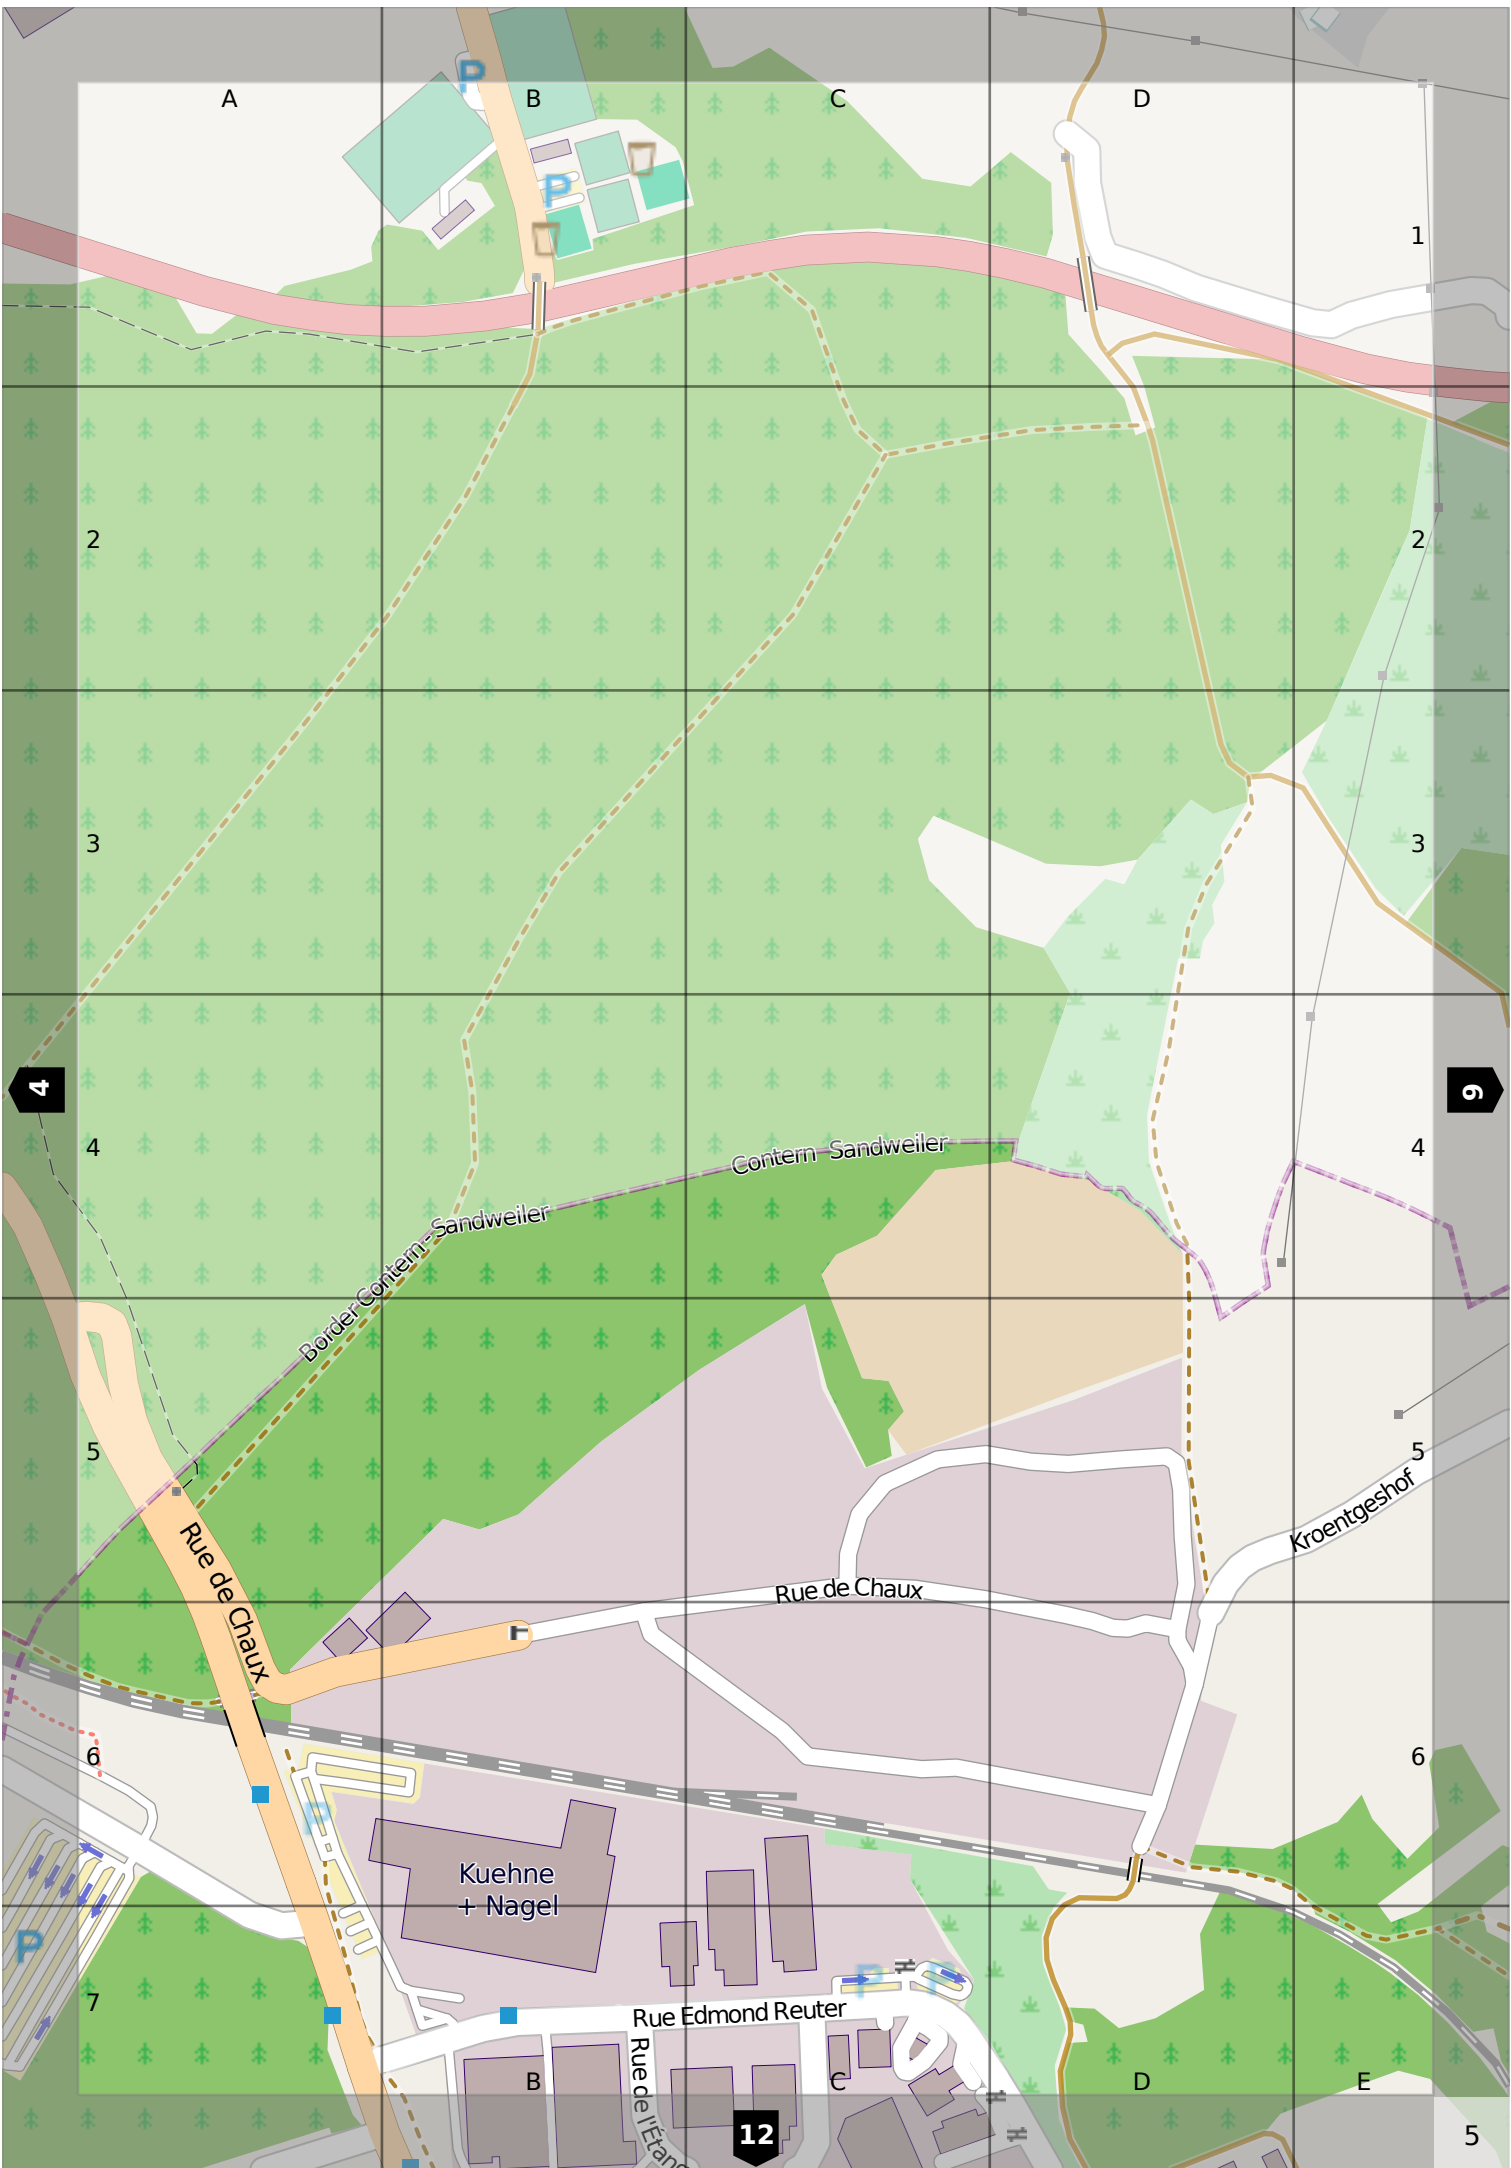 P
A
B
C
D
P
1
2
2
3
3
4
9
4
4
Contern Sandweiler
Border Contern - Sandweiler
5
5
Rue de Chaux
Kroentgeshof
Rue de Chaux
6
6
P
Kuehne
+ Nagel
P
P
P
7
Rue Edmond Reuter
Rue de l'Étang
B
C
D
E
12
5